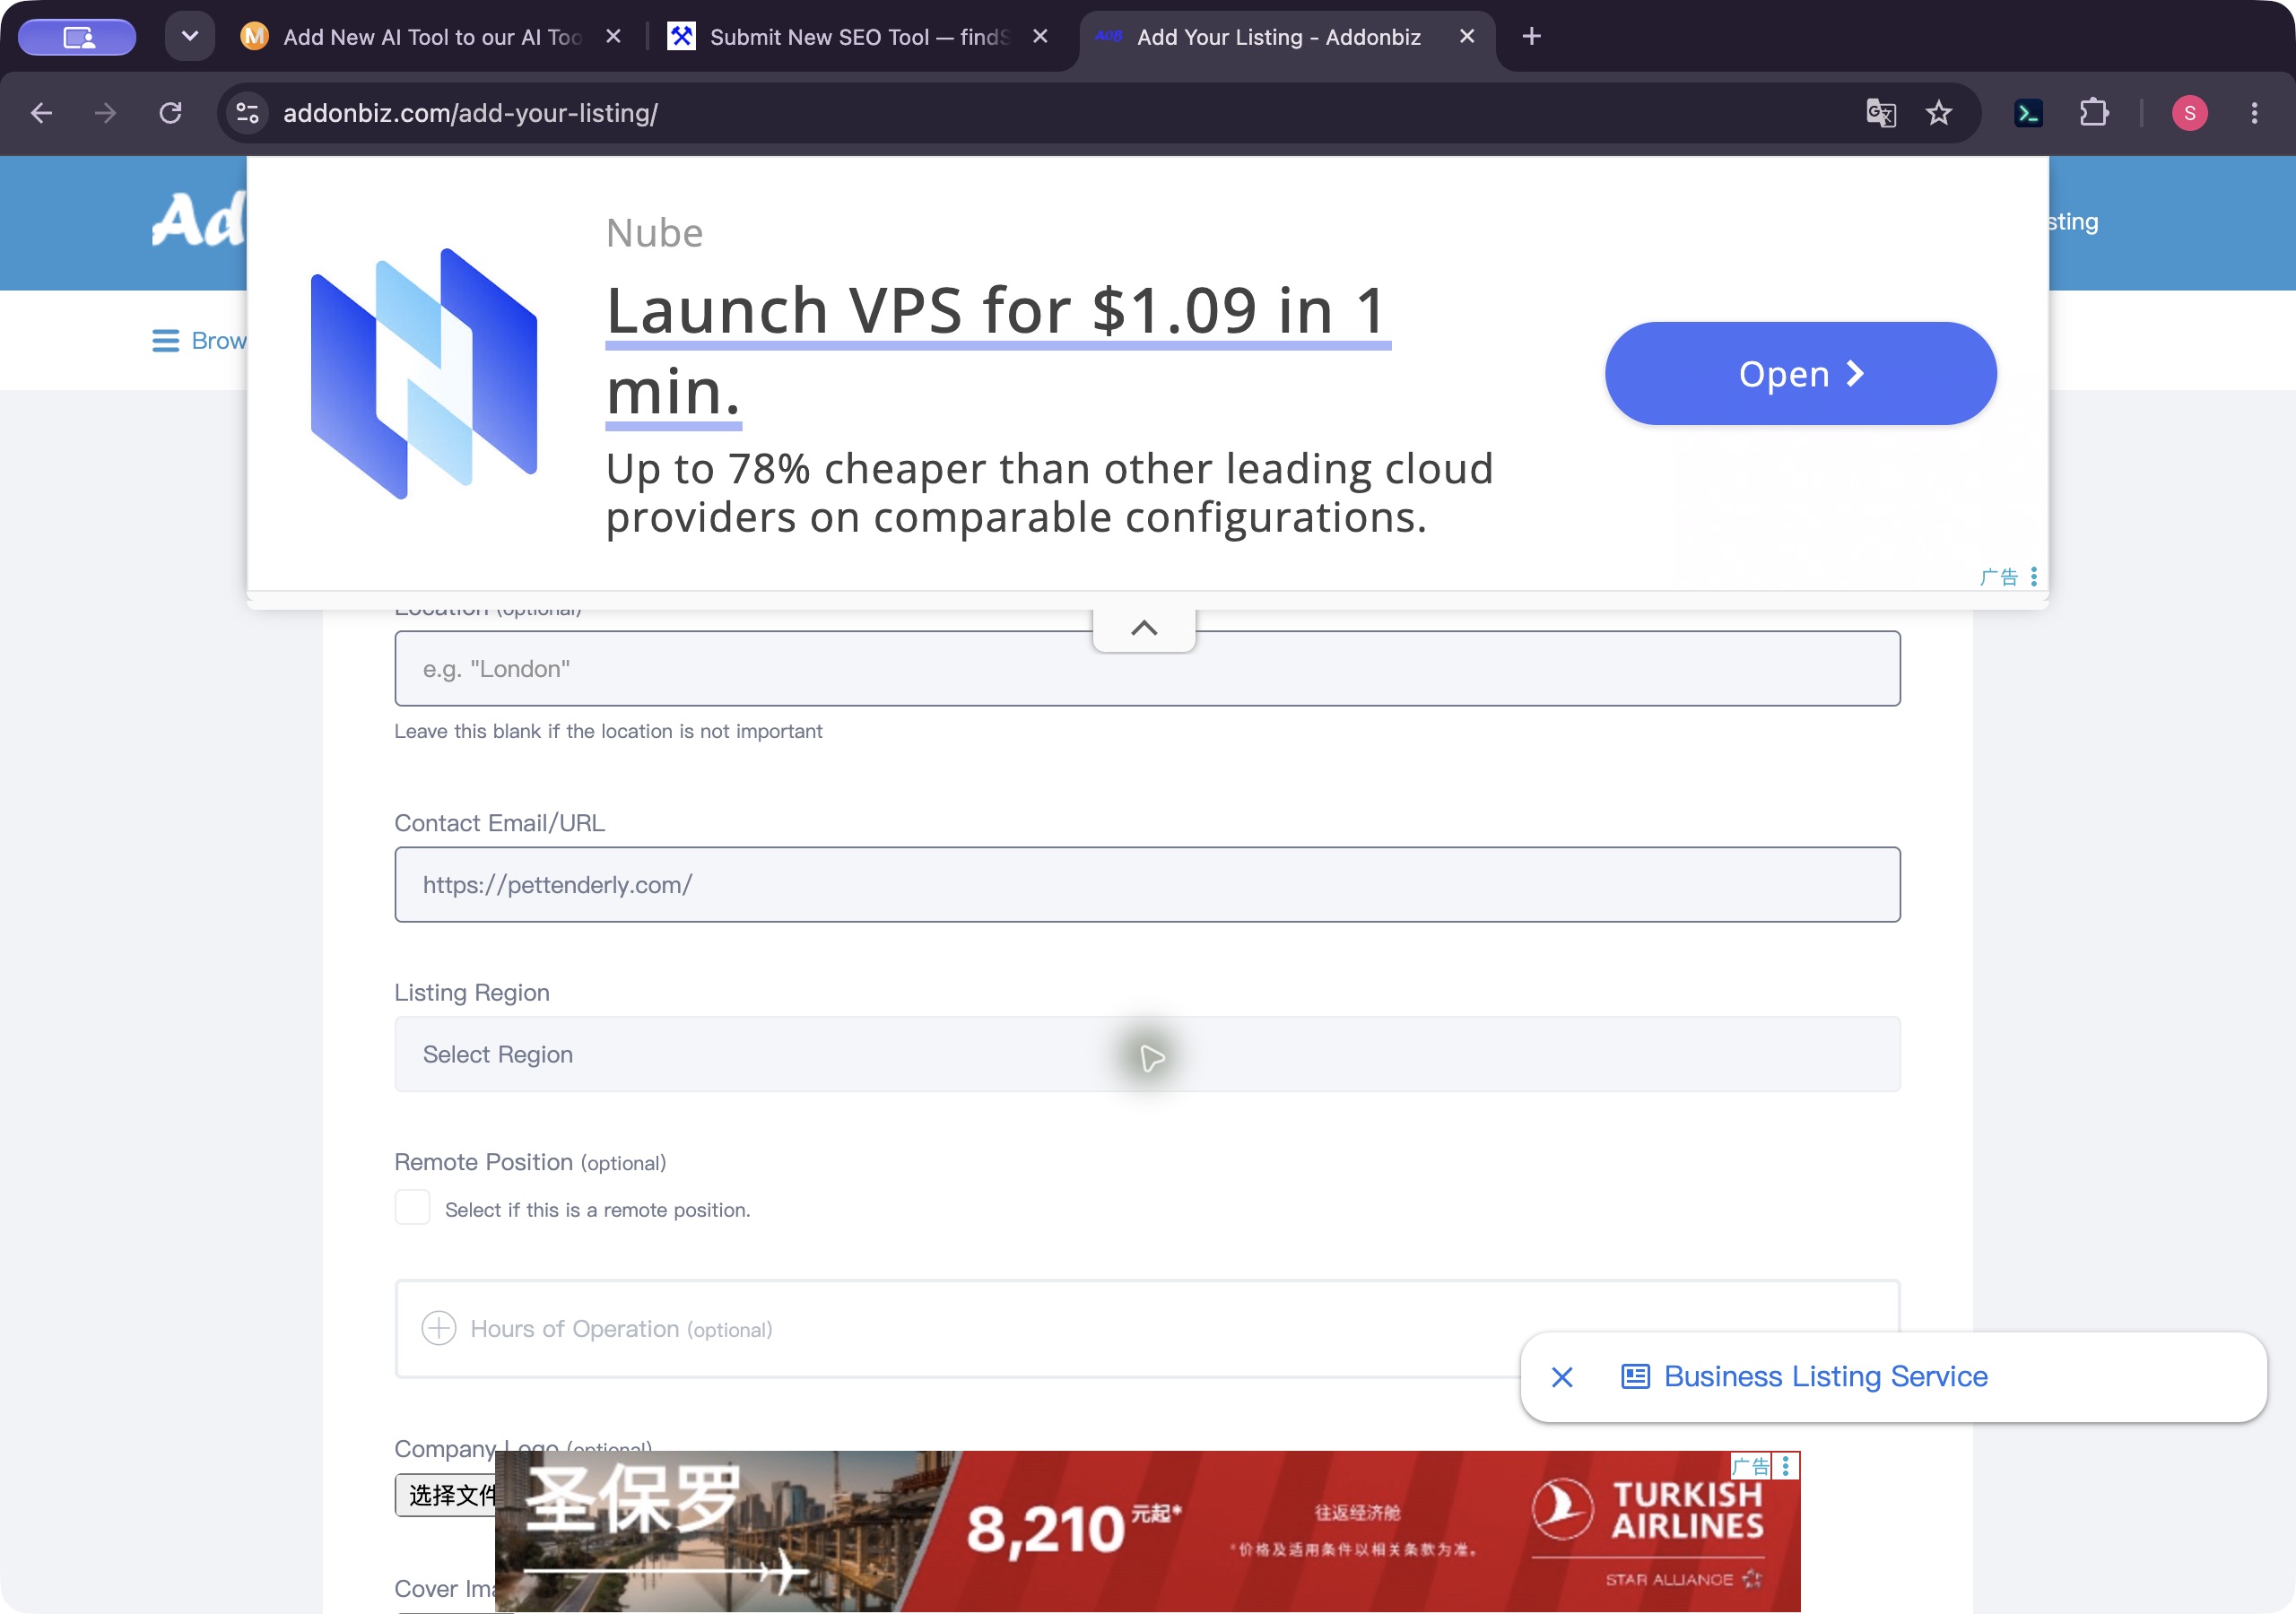 Add New AI Tool to our AI Too
Submit New SEO Tool — findS
Add Your Listing - Addonbiz
addonbiz.com/add-your-listing/
S
Ad
sting
Brow
Nube
Launch VPS for $1.09 in 1
min.
Up to 78% cheaper than other leading cloud
providers on comparable configurations.
Open
广告
Location (optional)
e.g. "London"
Leave this blank if the location is not important
Contact Email/URL
https://pettenderly.com/
Listing Region
Select Region
Remote Position (optional)
Select if this is a remote position.
Hours of Operation (optional)
Business Listing Service
Company Logo (optional)
选择文件
圣保罗
8,210 元起*
往返经济舱
*价格及适用条件以相关条款为准。
广告
TURKISH
AIRLINES
STAR ALLIANCE
Cover Ima